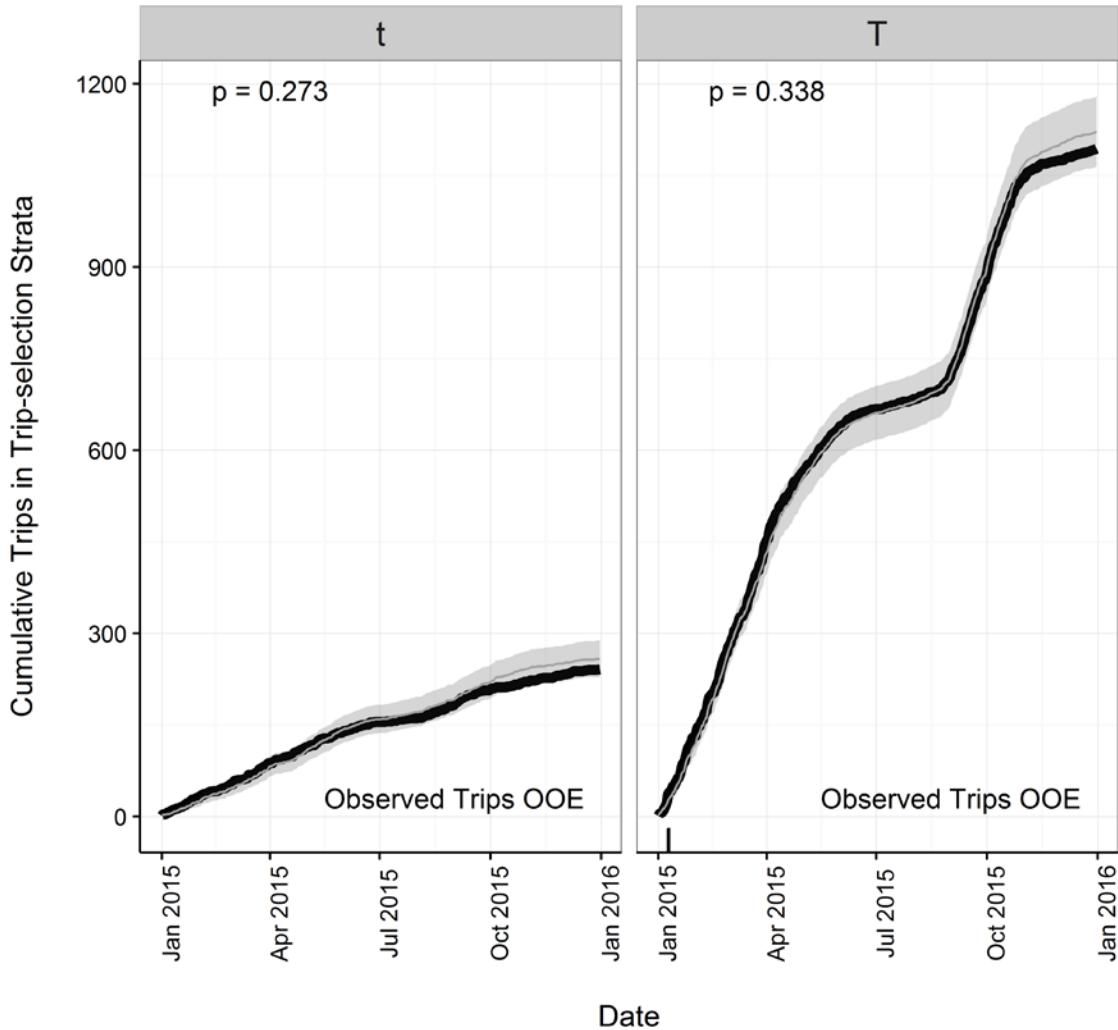 t
T
p = 0.273
p = 0.338
Cumulative Trips in Trip-selection Strata
1200
900
600
300
0
Observed Trips OOE
Observed Trips OOE
Jan 2015
Apr 2015
Jul 2015
Oct 2015
Jan 2016
Jan 2015
Apr 2015
Jul 2015
Oct 2015
Jan 2016
Date